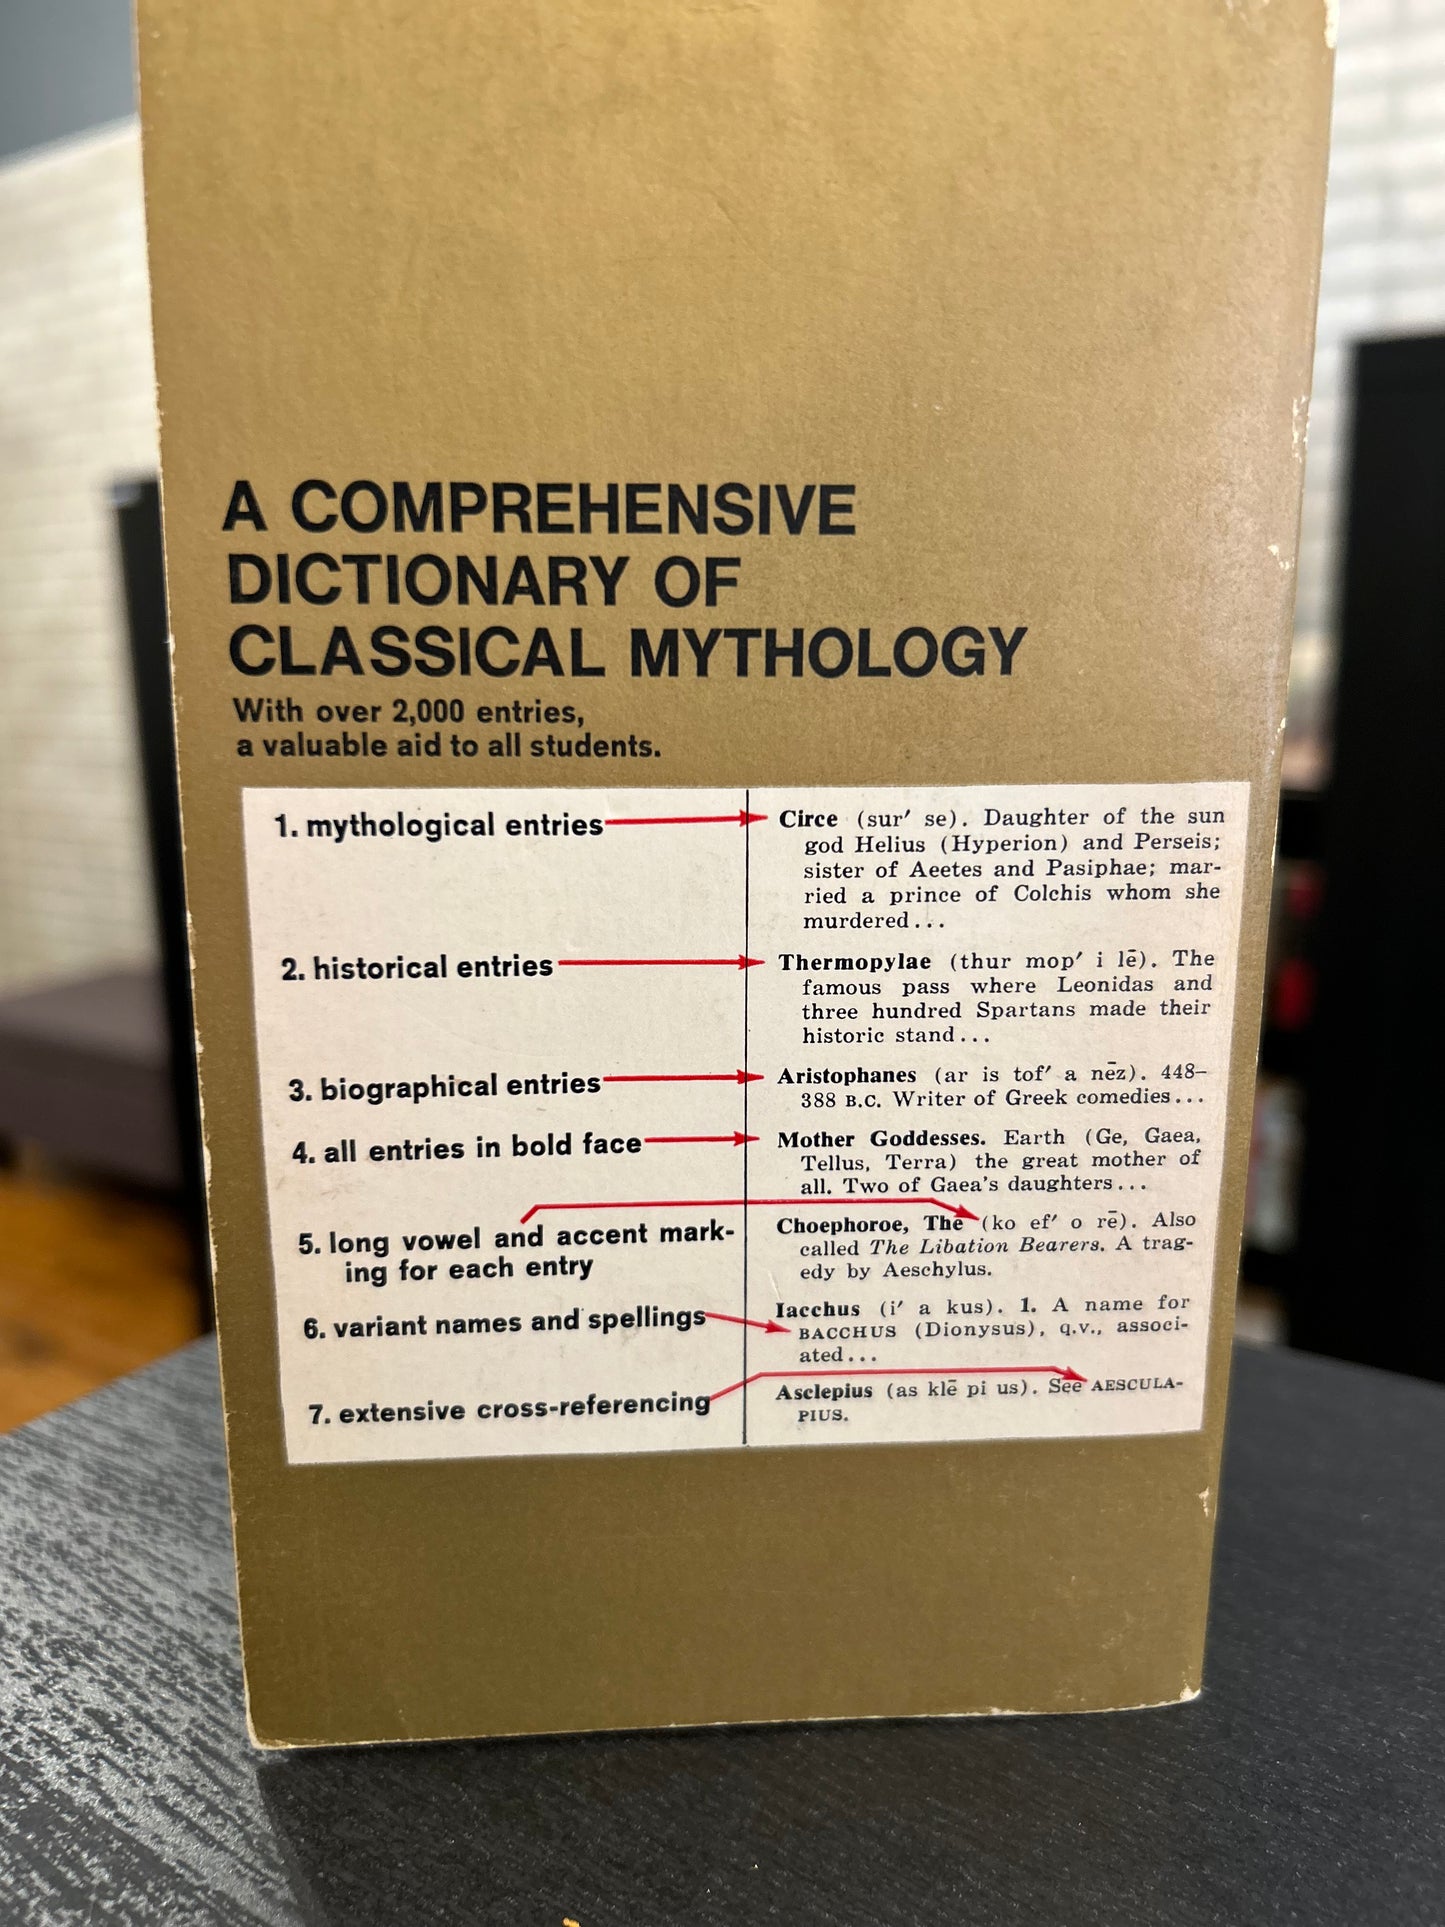 A COMPREHENSIVE
DICTIONARY OF
CLASSICAL MYTHOLOGY
With over 2,000 entries,
a valuable aid to all students.
1. mythological entries
Circe (sur′ se). Daughter of the sun
god Helius (Hyperion) and Perseis;
sister of Aeetes and Pasiphae; mar-
ried a prince of Colchis whom she
murdered...
2. historical entries
Thermopylae (thur mop′ i lē). The
famous pass where Leonidas and
three hundred Spartans made their
historic stand...
3. biographical entries
Aristophanes (ar is tof′ a nēz). 448–
388 B.C. Writer of Greek comedies...
4. all entries in bold face
Mother Goddesses. Earth (Ge, Gaea,
Tellus, Terra) the great mother of
all. Two of Gaea's daughters...
5. long vowel and accent mark-
ing for each entry
Choephoroe, The (ko ef′ o rē). Also
called The Libation Bearers. A trag-
edy by Aeschylus.
6. variant names and spellings
Iacchus (i′ a kus). 1. A name for
BACCHUS (Dionysus), q.v., associ-
ated...
7. extensive cross-referencing
Asclepius (as klē pi us). See AESCULA-
PIUS.